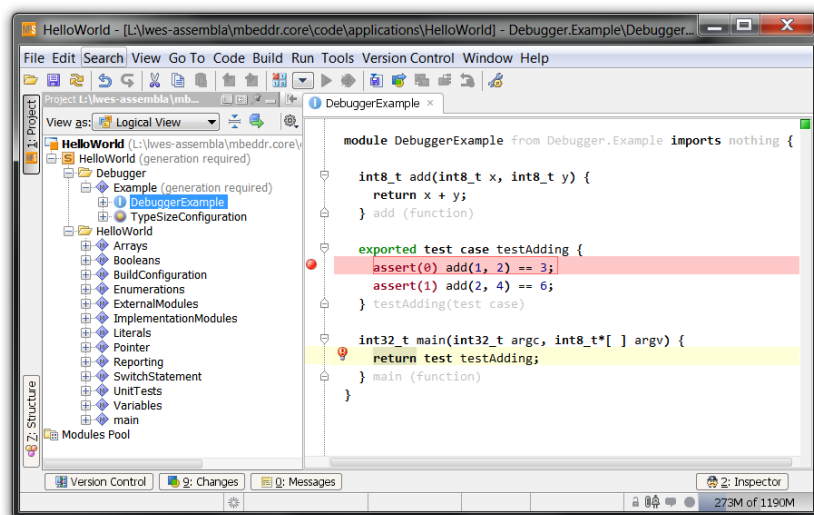 HelloWorld - [L:\lwes-assembla\mbeddr.core\code\applications\HelloWorld] - Debugger.Example\Debugger...
File Edit Search View Go To Code Beddr Run Tools Version Control Window Help
Project L:\lwes-assembla\mb...
DebuggerExample ×
1: Project
View as: Logical View
HelloWorld (L:\lwes-assembla\mbeddr.core\
HelloWorld (generation required)
Debugger
Example (generation required)
DebuggerExample
TypeSizeConfiguration
HelloWorld
Arrays
Booleans
BuildConfiguration
Enumerations
ExternalModules
ImplementationModules
Literals
Pointer
Reporting
SwitchStatement
UnitTests
Variables
main
Modules Pool
Z: Structure
module DebuggerExample from Debugger.Example imports nothing {
int8_t add(int8_t x, int8_t y) {
return x + y;
} add (function)
exported test case testAdding {
assert(0) add(1, 2) == 3;
assert(1) add(2, 4) == 6;
} testAdding(test case)
int32_t main(int32_t argc, int8_t*[ ] argv) {
return test testAdding;
} main (function)
}
Version Control 9: Changes 0: Messages 2: Inspector
273M of 1190M